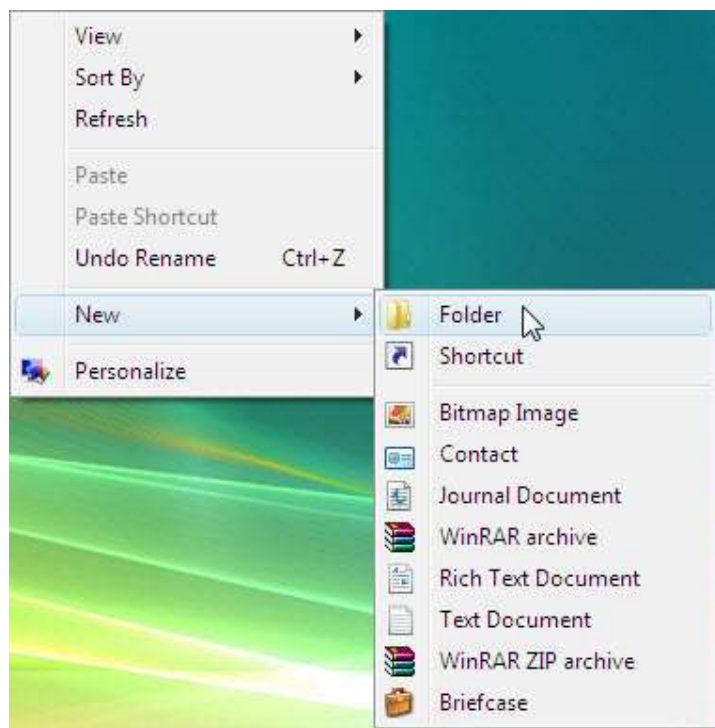 View
Sort By
Refresh
Paste
Paste Shortcut
Undo Rename Ctrl+Z
New
Personalize
Folder
Shortcut
Bitmap Image
Contact
Journal Document
WinRAR archive
Rich Text Document
Text Document
WinRAR ZIP archive
Briefcase